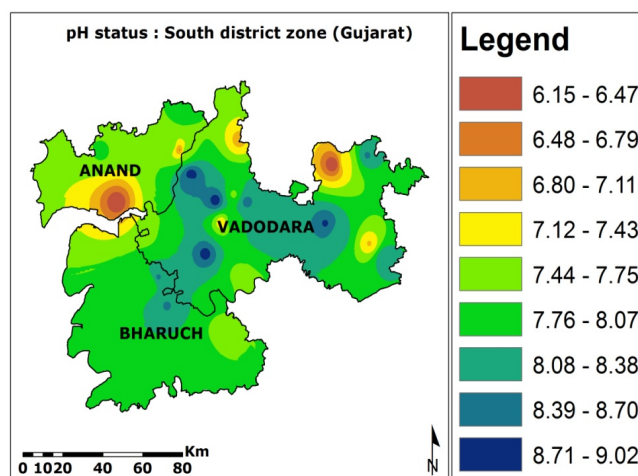 pH status : South district zone (Gujarat)
ANAND
VADODARA
BHARUCH
0 10 20 40 60 80
Km
N
Legend
6.15 - 6.47
6.48 - 6.79
6.80 - 7.11
7.12 - 7.43
7.44 - 7.75
7.76 - 8.07
8.08 - 8.38
8.39 - 8.70
8.71 - 9.02